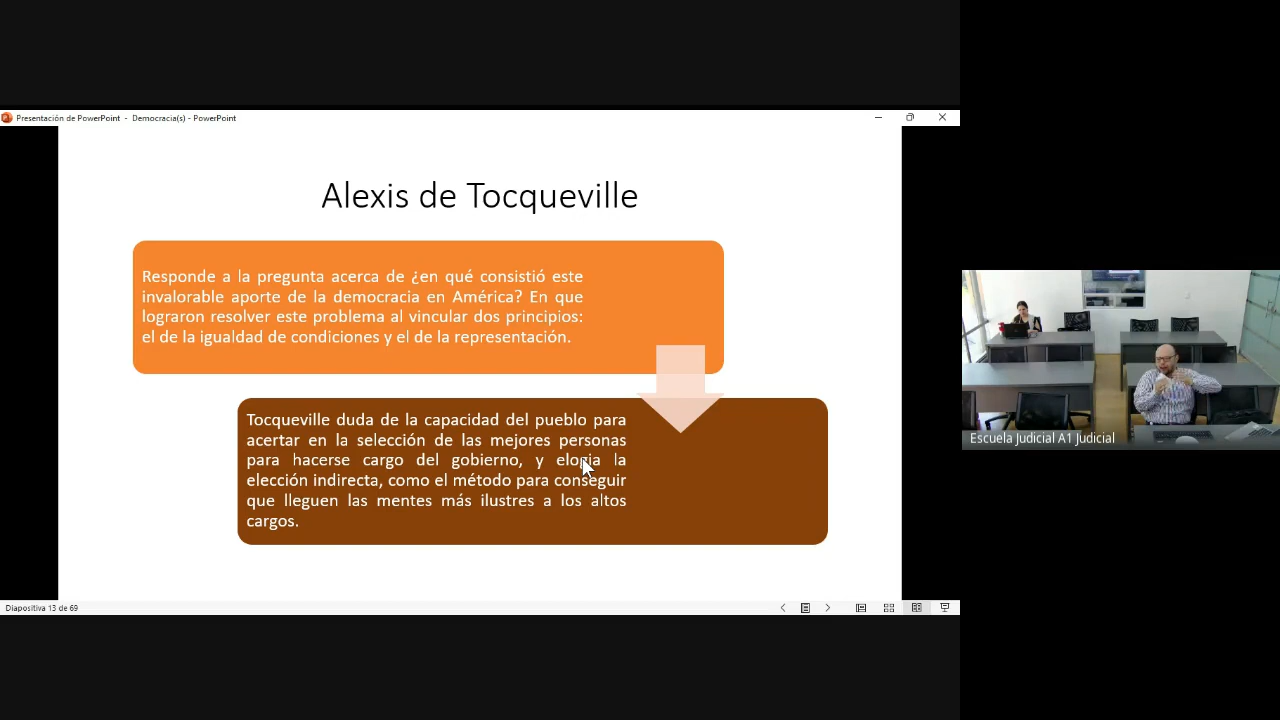 Presentación de PowerPoint - Democracia(s) - PowerPoint
Alexis de Tocqueville
Responde a la pregunta acerca de ¿en qué consistió este
invalorable aporte de la democracia en América? En que
lograron resolver este problema al vincular dos principios:
el de la igualdad de condiciones y el de la representación.
Tocqueville duda de la capacidad del pueblo para
acertar en la selección de las mejores personas
para hacerse cargo del gobierno, y elogia la
elección indirecta, como el método para conseguir
que lleguen las mentes más ilustres a los altos
cargos.
Escuela Judicial A1 Judicial
Diapositiva 13 de 69